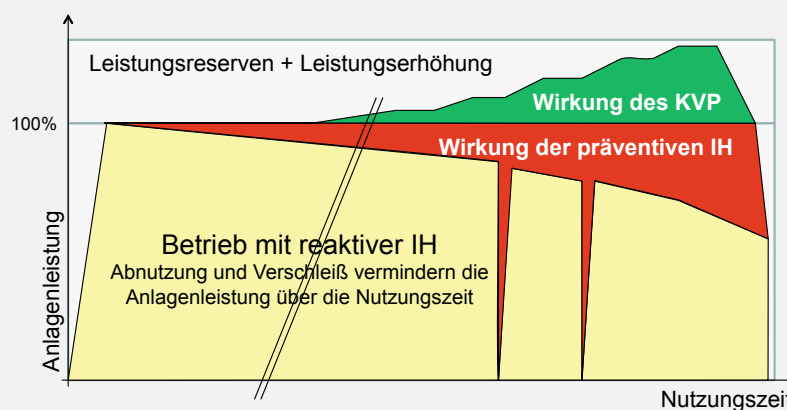 Leistungsreserven + Leistungserhöhung
Wirkung des KVP
100%
Wirkung der präventiven IH
Betrieb mit reaktiver IH
Abnutzung und Verschleiß vermindern die
Anlagenleistung über die Nutzungszeit
Anlagenleistung
Nutzungszeit